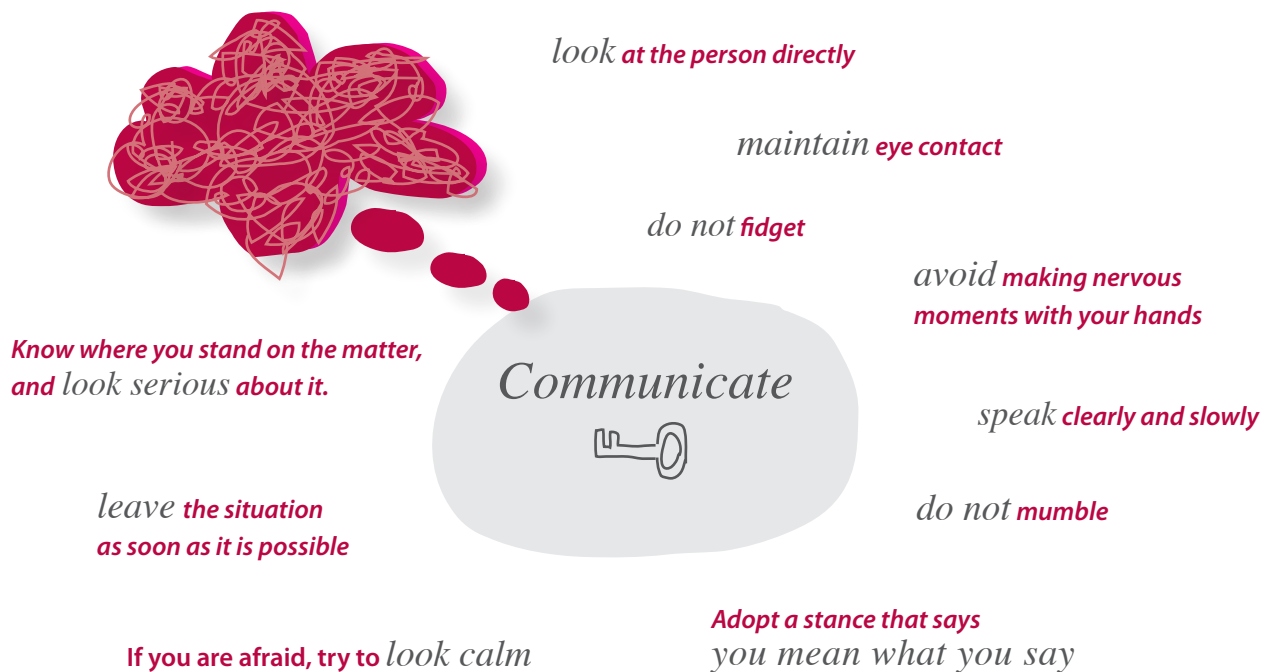 look at the person directly
maintain eye contact
do not fidget
avoid making nervous
moments with your hands
Know where you stand on the matter,
and look serious about it.
Communicate
speak clearly and slowly
leave the situation
as soon as it is possible
do not mumble
If you are afraid, try to look calm
Adopt a stance that says
you mean what you say